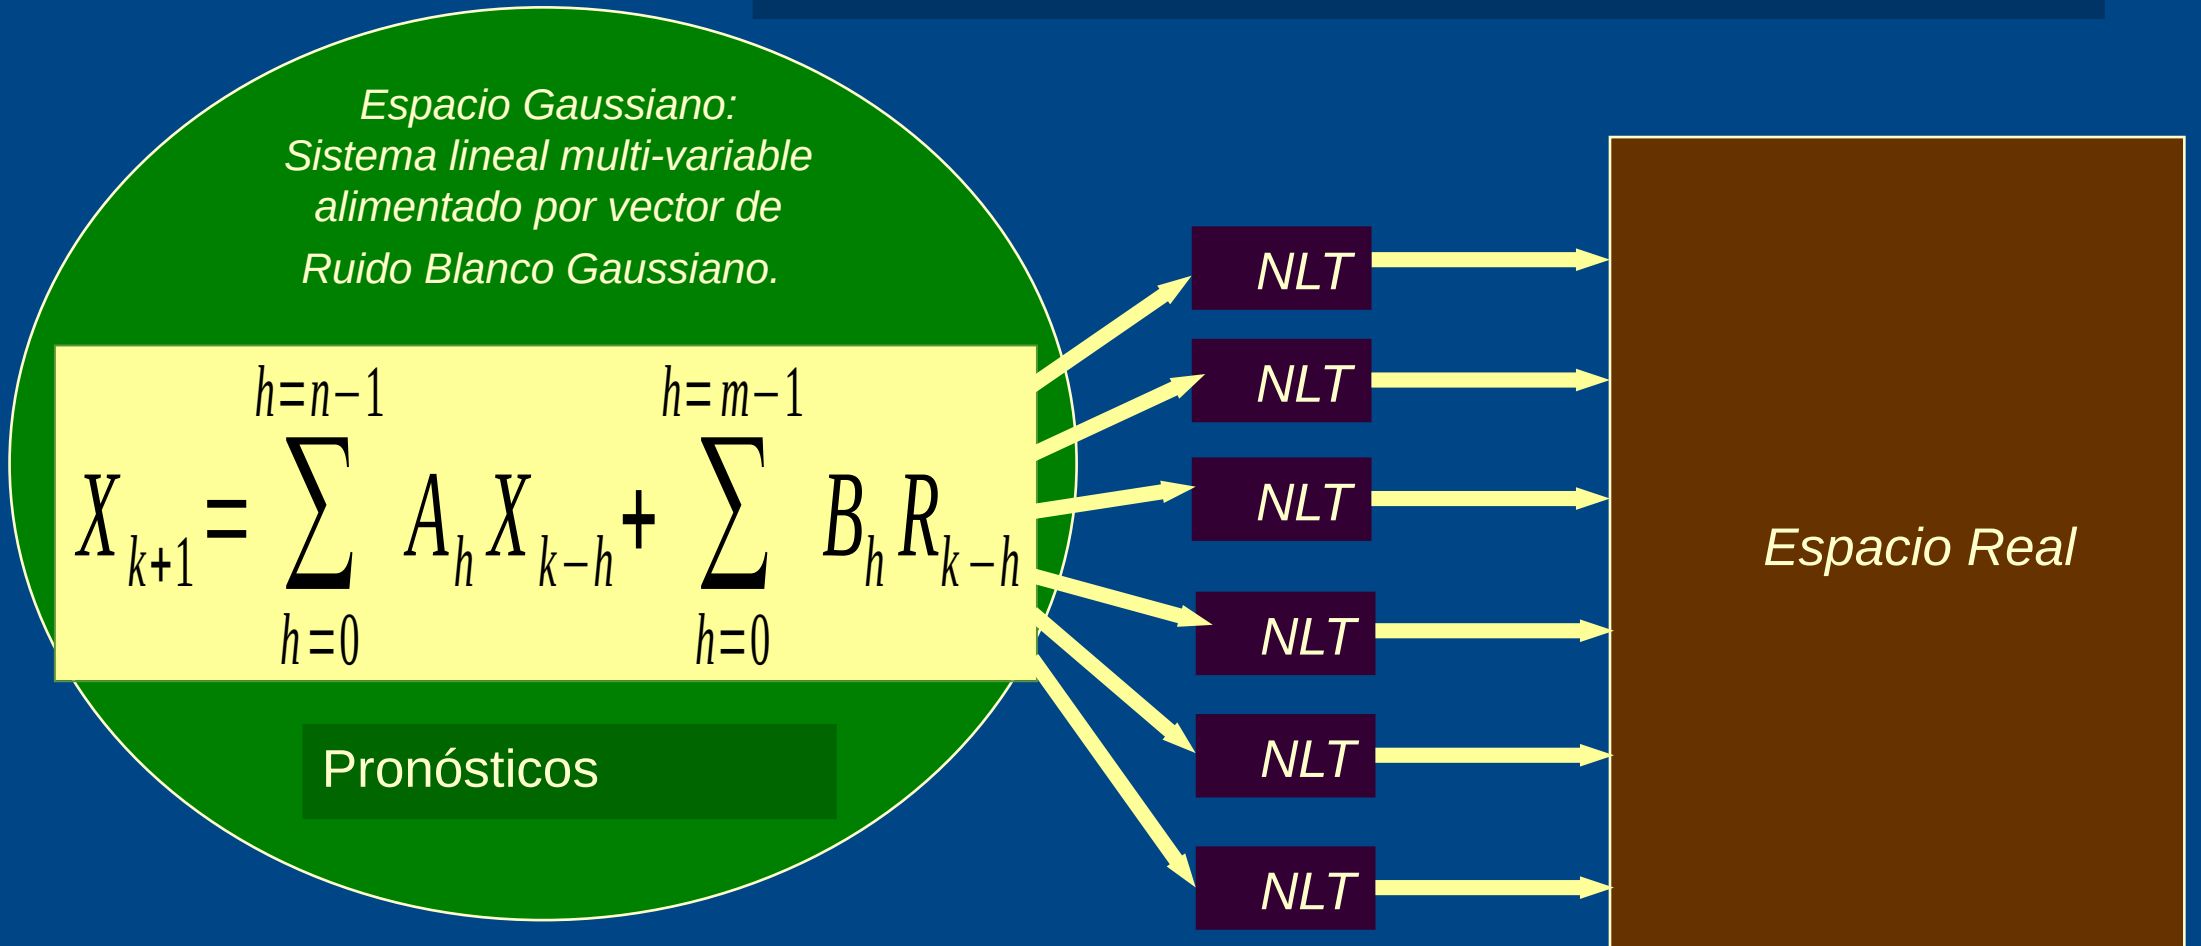 Espacio Gaussiano:
Sistema lineal multi-variable
alimentado por vector de
Ruido Blanco Gaussiano.
h=n−1 h=m−1
X_{k+1} = ∑ A_h X_{k−h} + ∑ B_h R_{k−h}
h=0 h=0
Pronósticos
NLT
NLT
NLT
NLT
NLT
NLT
Espacio Real